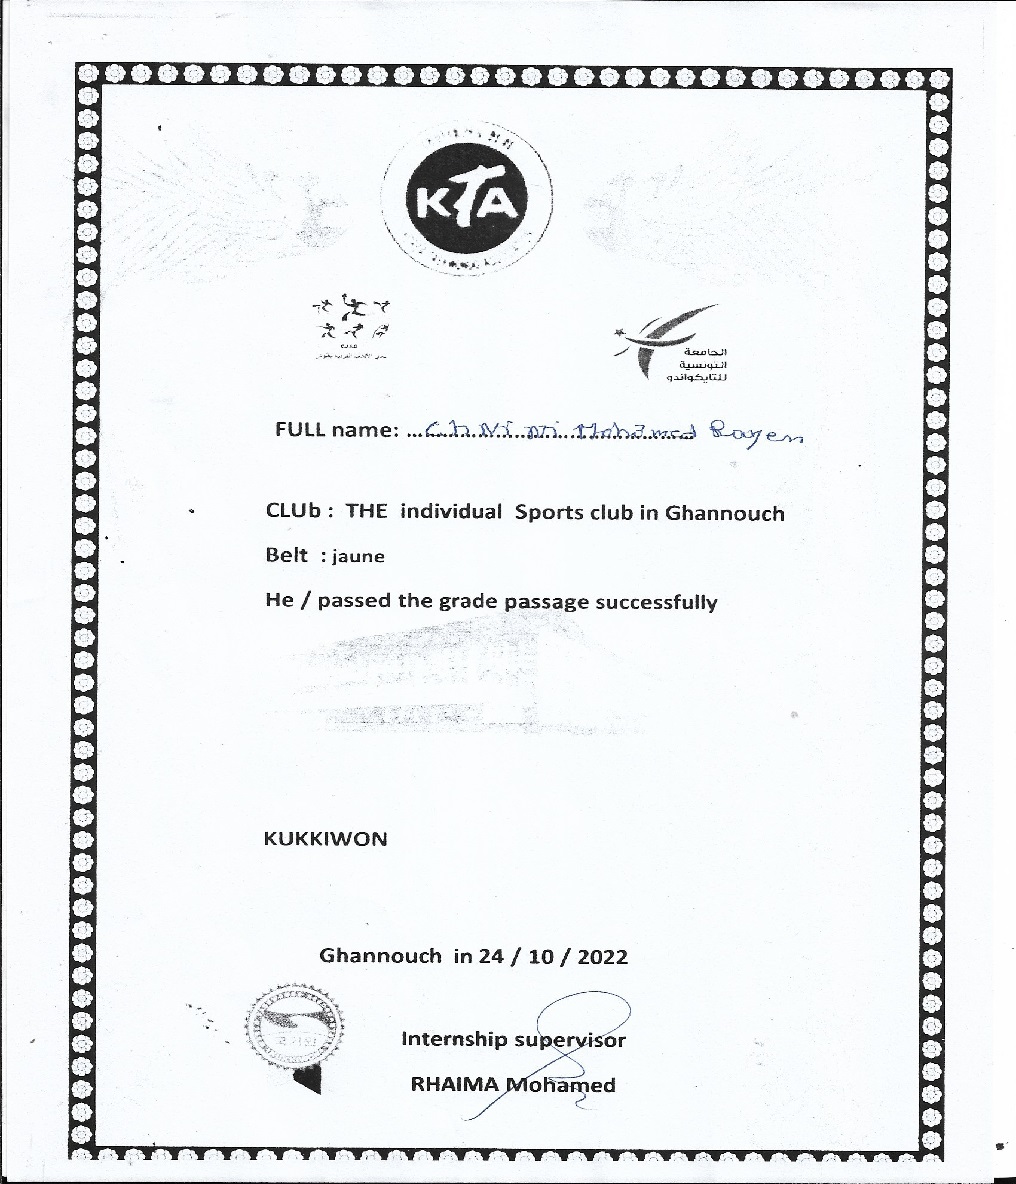 KTA
الجامعة
التونسية
للتايكواندو
FULL name: ... Mohamed Rayen
CLUb : THE individual Sports club in Ghannouch
Belt : jaune
He / passed the grade passage successfully
KUKKIWON
Ghannouch in 24 / 10 / 2022
Internship supervisor
RHAIMA Mohamed